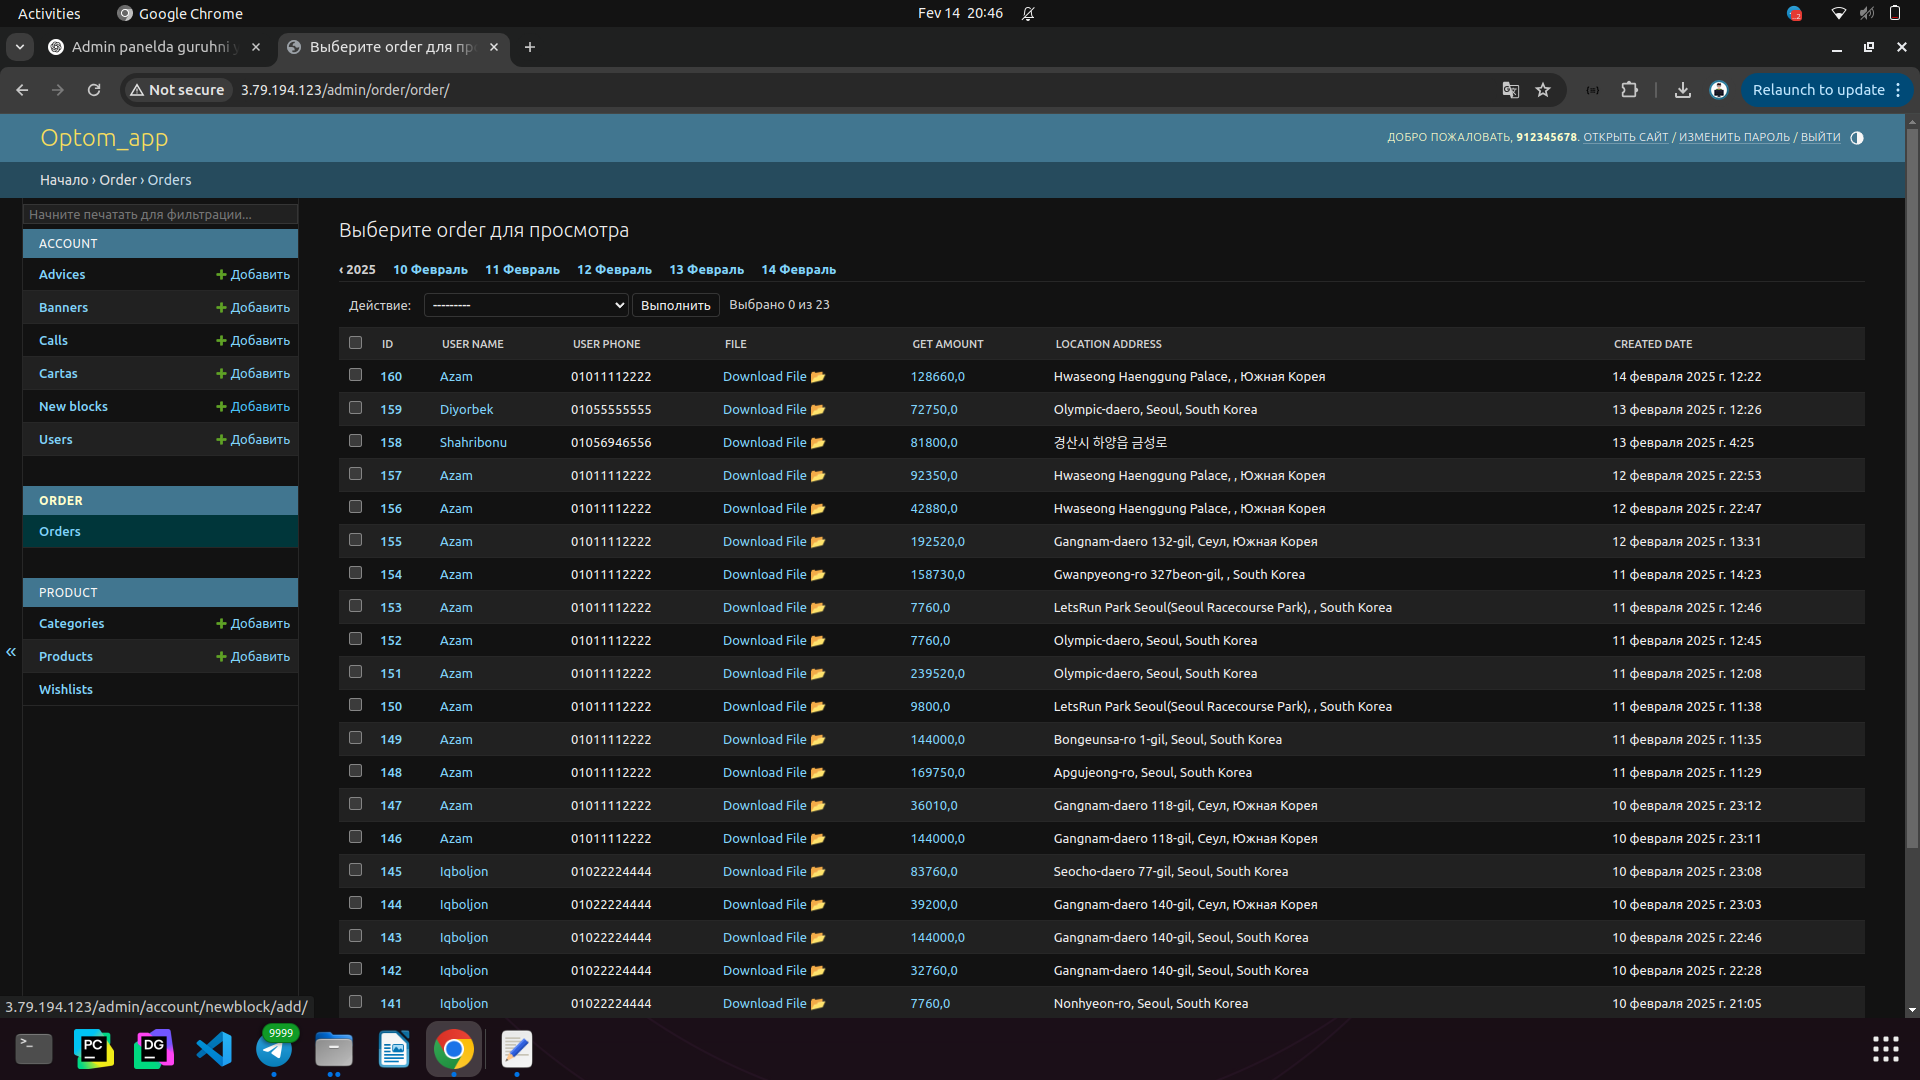 Activities
Google Chrome
Fev 14 20:46
Admin panelda guruhni
Выберите order для пр
Not secure
3.79.194.123/admin/order/order/
Relaunch to update
Optom_app
ДОБРО ПОЖАЛОВАТЬ, 912345678. ОТКРЫТЬ САЙТ / ИЗМЕНИТЬ ПАРОЛЬ / ВЫЙТИ
Начало › Order › Orders
Начните печатать для фильтрации...
ACCOUNT
Advices Добавить
Banners Добавить
Calls Добавить
Cartas Добавить
New blocks Добавить
Users Добавить
ORDER
Orders
PRODUCT
Categories Добавить
Products Добавить
Wishlists
«
Выберите order для просмотра
‹ 2025 10 Февраль 11 Февраль 12 Февраль 13 Февраль 14 Февраль
Действие: --------- Выполнить Выбрано 0 из 23
ID USER NAME USER PHONE FILE GET AMOUNT LOCATION ADDRESS CREATED DATE
160 Azam 01011112222 Download File 128660,0 Hwaseong Haenggung Palace, , Южная Корея 14 февраля 2025 г. 12:22
159 Diyorbek 01055555555 Download File 72750,0 Olympic-daero, Seoul, South Korea 13 февраля 2025 г. 12:26
158 Shahribonu 01056946556 Download File 81800,0 경산시 하양읍 금성로 13 февраля 2025 г. 4:25
157 Azam 01011112222 Download File 92350,0 Hwaseong Haenggung Palace, , Южная Корея 12 февраля 2025 г. 22:53
156 Azam 01011112222 Download File 42880,0 Hwaseong Haenggung Palace, , Южная Корея 12 февраля 2025 г. 22:47
155 Azam 01011112222 Download File 192520,0 Gangnam-daero 132-gil, Сеул, Южная Корея 12 февраля 2025 г. 13:31
154 Azam 01011112222 Download File 158730,0 Gwanpyeong-ro 327beon-gil, , South Korea 11 февраля 2025 г. 14:23
153 Azam 01011112222 Download File 7760,0 LetsRun Park Seoul(Seoul Racecourse Park), , South Korea 11 февраля 2025 г. 12:46
152 Azam 01011112222 Download File 7760,0 Olympic-daero, Seoul, South Korea 11 февраля 2025 г. 12:45
151 Azam 01011112222 Download File 239520,0 Olympic-daero, Seoul, South Korea 11 февраля 2025 г. 12:08
150 Azam 01011112222 Download File 9800,0 LetsRun Park Seoul(Seoul Racecourse Park), , South Korea 11 февраля 2025 г. 11:38
149 Azam 01011112222 Download File 144000,0 Bongeunsa-ro 1-gil, Seoul, South Korea 11 февраля 2025 г. 11:35
148 Azam 01011112222 Download File 169750,0 Apgujeong-ro, Seoul, South Korea 11 февраля 2025 г. 11:29
147 Azam 01011112222 Download File 36010,0 Gangnam-daero 118-gil, Сеул, Южная Корея 10 февраля 2025 г. 23:12
146 Azam 01011112222 Download File 144000,0 Gangnam-daero 118-gil, Сеул, Южная Корея 10 февраля 2025 г. 23:11
145 Iqboljon 01022224444 Download File 83760,0 Seocho-daero 77-gil, Seoul, South Korea 10 февраля 2025 г. 23:08
144 Iqboljon 01022224444 Download File 39200,0 Gangnam-daero 140-gil, Сеул, Южная Корея 10 февраля 2025 г. 23:03
143 Iqboljon 01022224444 Download File 144000,0 Gangnam-daero 140-gil, Seoul, South Korea 10 февраля 2025 г. 22:46
142 Iqboljon 01022224444 Download File 32760,0 Gangnam-daero 140-gil, Seoul, South Korea 10 февраля 2025 г. 22:28
141 Iqboljon 01022224444 Download File 7760,0 Nonhyeon-ro, Seoul, South Korea 10 февраля 2025 г. 21:05
3.79.194.123/admin/account/newblock/add/
PC
DG
9999